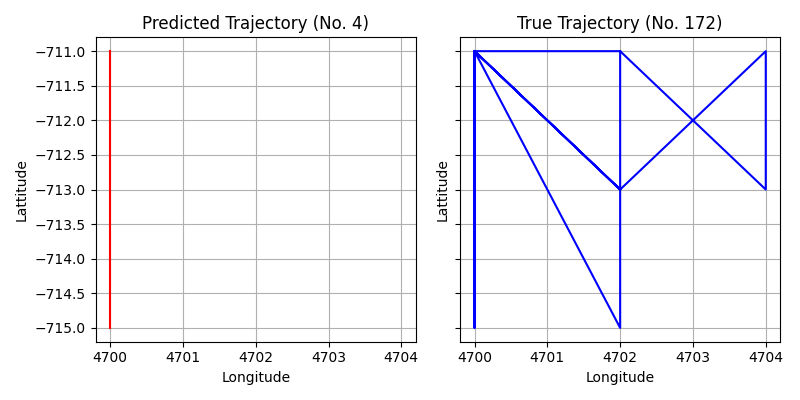 Predicted Trajectory (No. 4)
True Trajectory (No. 172)
Lattitude
−711.0
−711.5
−712.0
−712.5
−713.0
−713.5
−714.0
−714.5
−715.0
4700 4701 4702 4703 4704
Longitude
Lattitude
4700 4701 4702 4703 4704
Longitude